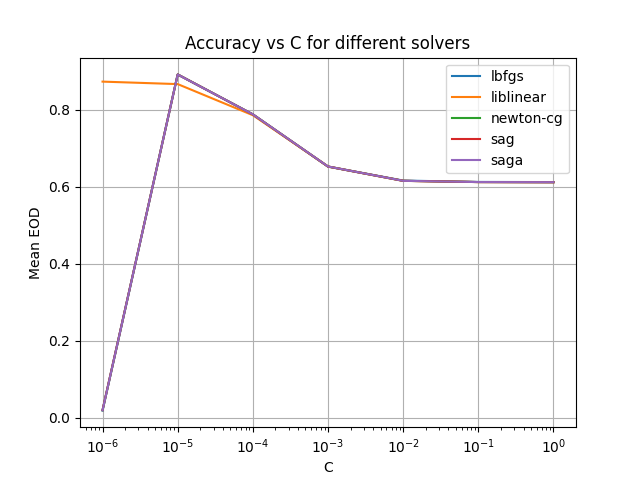 Accuracy vs C for different solvers
lbfgs
liblinear
newton-cg
sag
saga
Mean EOD
0.8
0.6
0.4
0.2
0.0
10⁻⁶ 10⁻⁵ 10⁻⁴ 10⁻³ 10⁻² 10⁻¹ 10⁰
C